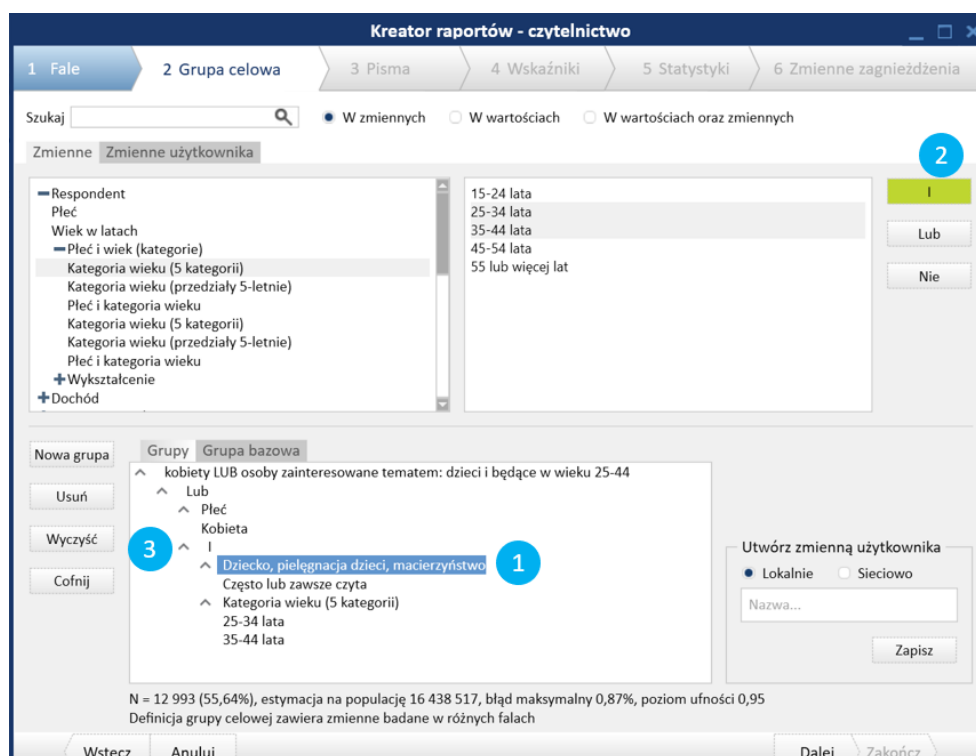 Kreator raportów - czytelnictwo
1 Fale
2 Grupa celowa
3 Pisma
4 Wskaźniki
5 Statystyki
6 Zmienne zagnieżdżenia
Szukaj
W zmiennych
W wartościach
W wartościach oraz zmiennych
Zmienne Zmienne użytkownika
2
Respondent
Płeć
Wiek w latach
Płeć i wiek (kategorie)
Kategoria wieku (5 kategorii)
Kategoria wieku (przedziały 5-letnie)
Płeć i kategoria wieku
Kategoria wieku (5 kategorii)
Kategoria wieku (przedziały 5-letnie)
Płeć i kategoria wieku
Wykształcenie
Dochód
15-24 lata
25-34 lata
35-44 lata
45-54 lata
55 lub więcej lat
I
Lub
Nie
Nowa grupa
Usuń
Wyczyść
Cofnij
Grupy Grupa bazowa
kobiety LUB osoby zainteresowane tematem: dzieci i będące w wieku 25-44
Lub
Płeć
Kobieta
3
I
Dziecko, pielęgnacja dzieci, macierzyństwo
1
Często lub zawsze czyta
Kategoria wieku (5 kategorii)
25-34 lata
35-44 lata
Utwórz zmienną użytkownika
Lokalnie Sieciowo
Nazwa...
Zapisz
N = 12 993 (55,64%), estymacja na populację 16 438 517, błąd maksymalny 0,87%, poziom ufności 0,95
Definicja grupy celowej zawiera zmienne badane w różnych falach
Wstecz
Anuluj
Dalej
Zakończ